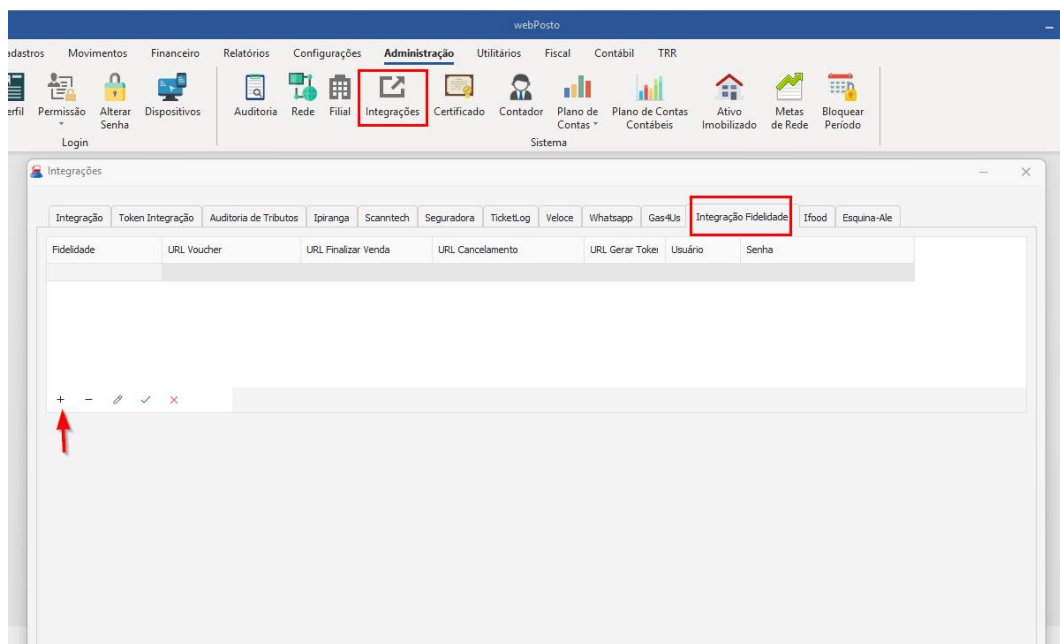 webPosto
adastros Movimentos Financeiro Relatórios Configurações Administração Utilitários Fiscal Contábil TRR
erfil Permissão Alterar Senha Dispositivos Auditoria Rede Filial Integrações Certificado Contador Plano de Contas Plano de Contas Contábeis Ativo Imobilizado Metas de Rede Bloquear Período
Login Sistema
Integrações
Integração Token Integração Auditoria de Tributos Ipiranga Scanntech Seguradora TicketLog Veloce Whatsapp Gas4Us Integração Fidelidade Ifood Esquina-Ale
Fidelidade URL Voucher URL Finalizar Venda URL Cancelamento URL Gerar Token Usuário Senha